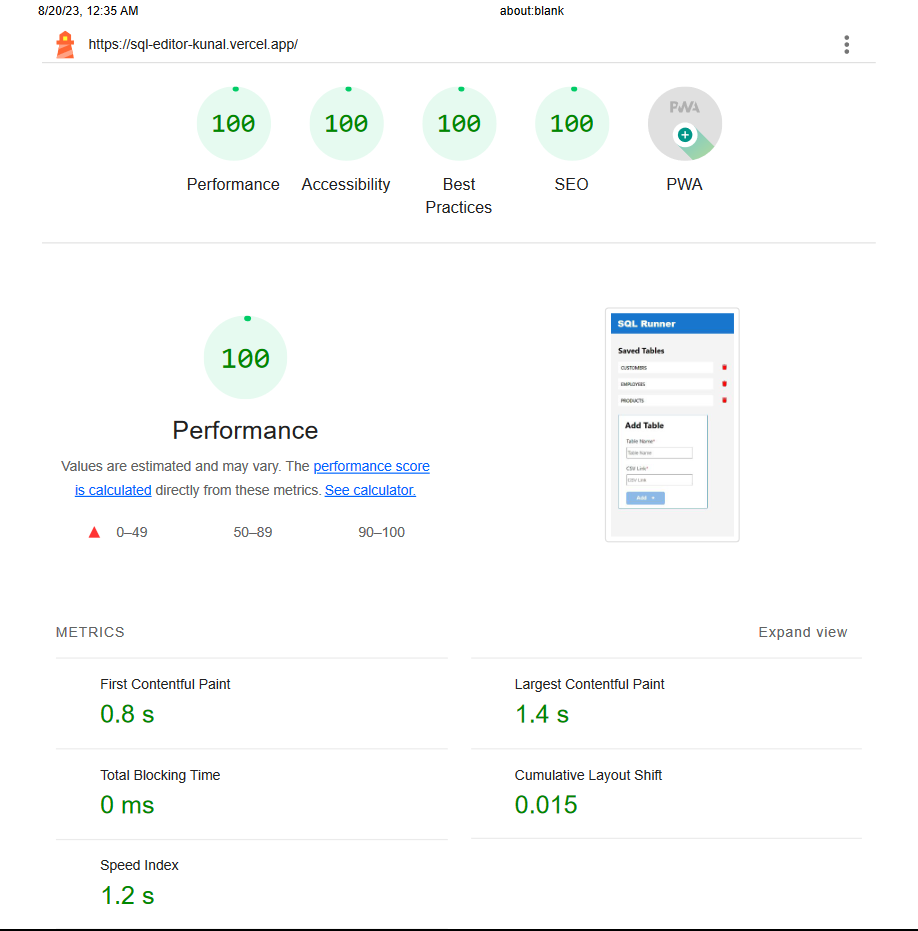 8/20/23, 12:35 AM about:blank
https://sql-editor-kunal.vercel.app/
100 100 100 100 PWA
Performance Accessibility Best Practices SEO PWA
100
Performance
Values are estimated and may vary. The performance score
is calculated directly from these metrics. See calculator.
0–49 50–89 90–100
SQL Runner
Saved Tables
CUSTOMERS
EMPLOYEES
PRODUCTS
Add Table
Table Name*
Table Name
CSV Link*
CSV Link
Add +
METRICS Expand view
First Contentful Paint
0.8 s
Largest Contentful Paint
1.4 s
Total Blocking Time
0 ms
Cumulative Layout Shift
0.015
Speed Index
1.2 s